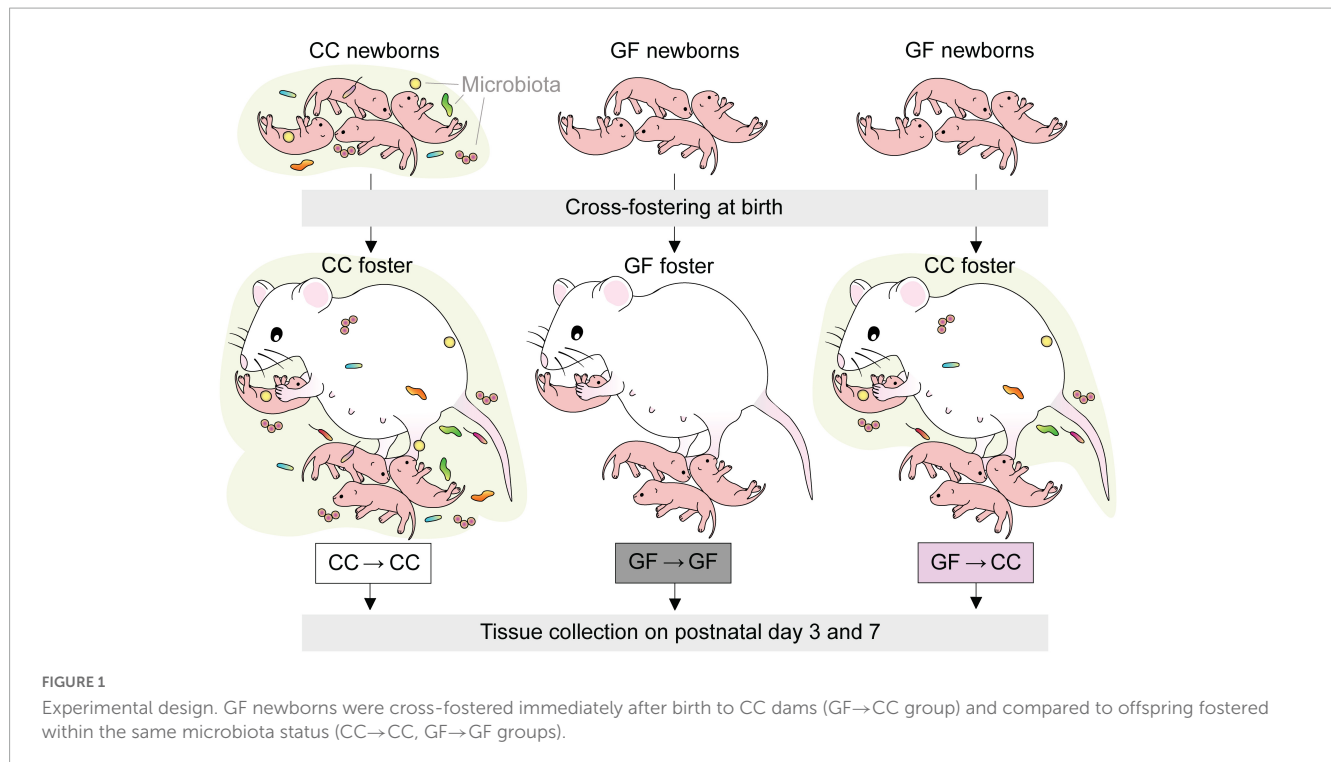 CC newborns
GF newborns
GF newborns
Microbiota
Cross-fostering at birth
CC foster
GF foster
CC foster
CC → CC
GF → GF
GF → CC
Tissue collection on postnatal day 3 and 7
FIGURE 1
Experimental design. GF newborns were cross-fostered immediately after birth to CC dams (GF→CC group) and compared to offspring fostered
within the same microbiota status (CC→CC, GF→GF groups).